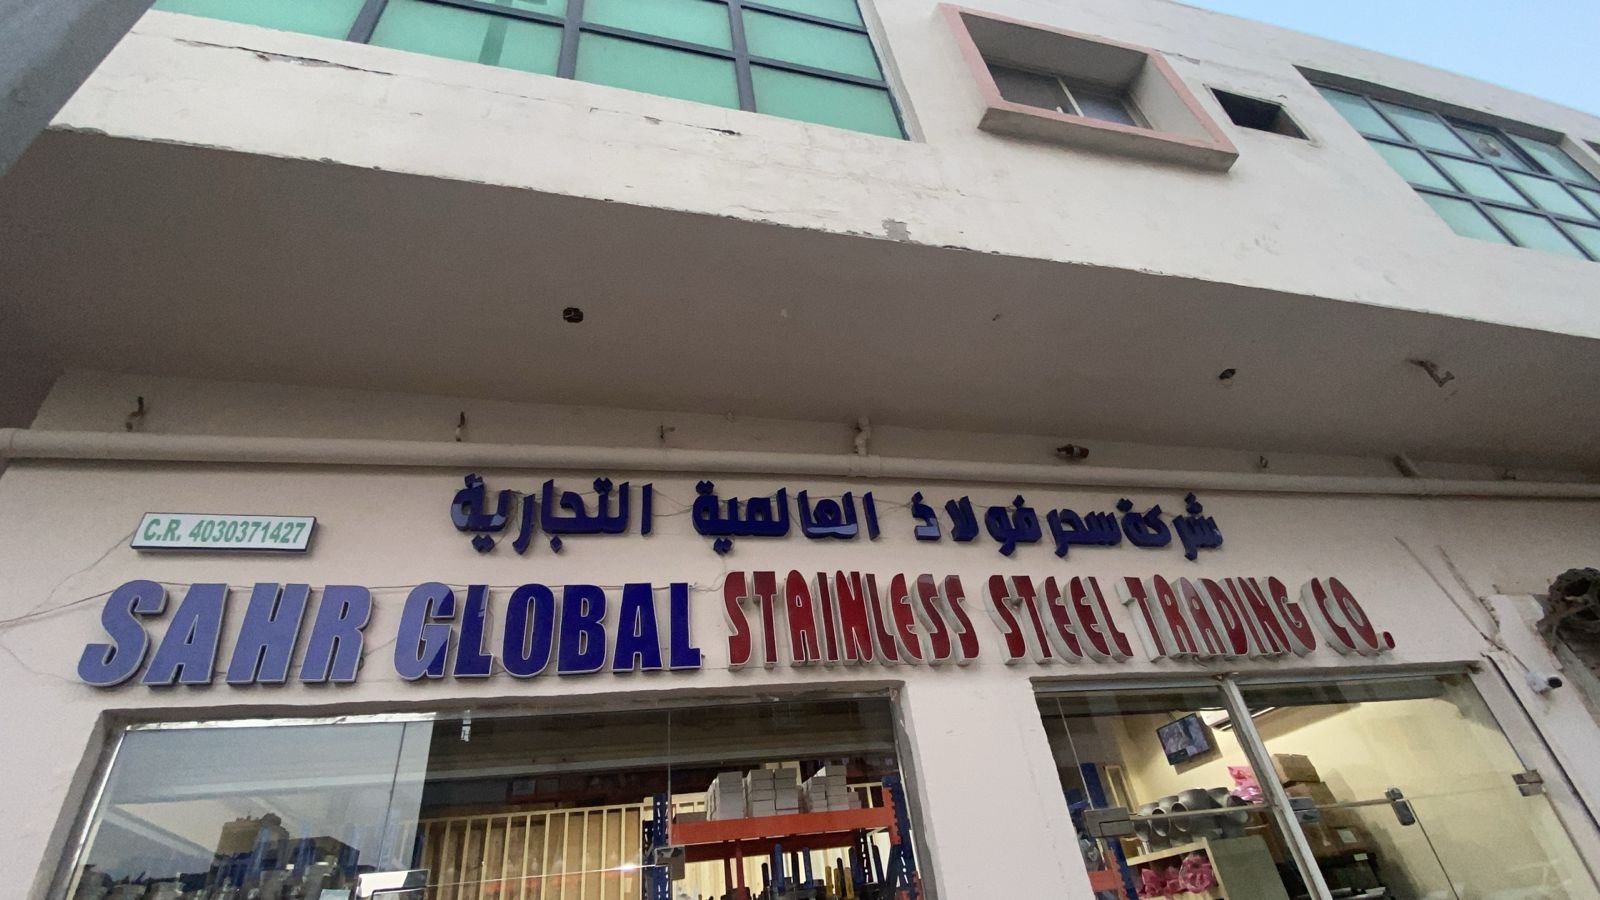 شركة سحر فولاذ العالمية التجارية
C.R. 4030371427
SAHR GLOBAL STAINLESS STEEL TRADING CO.